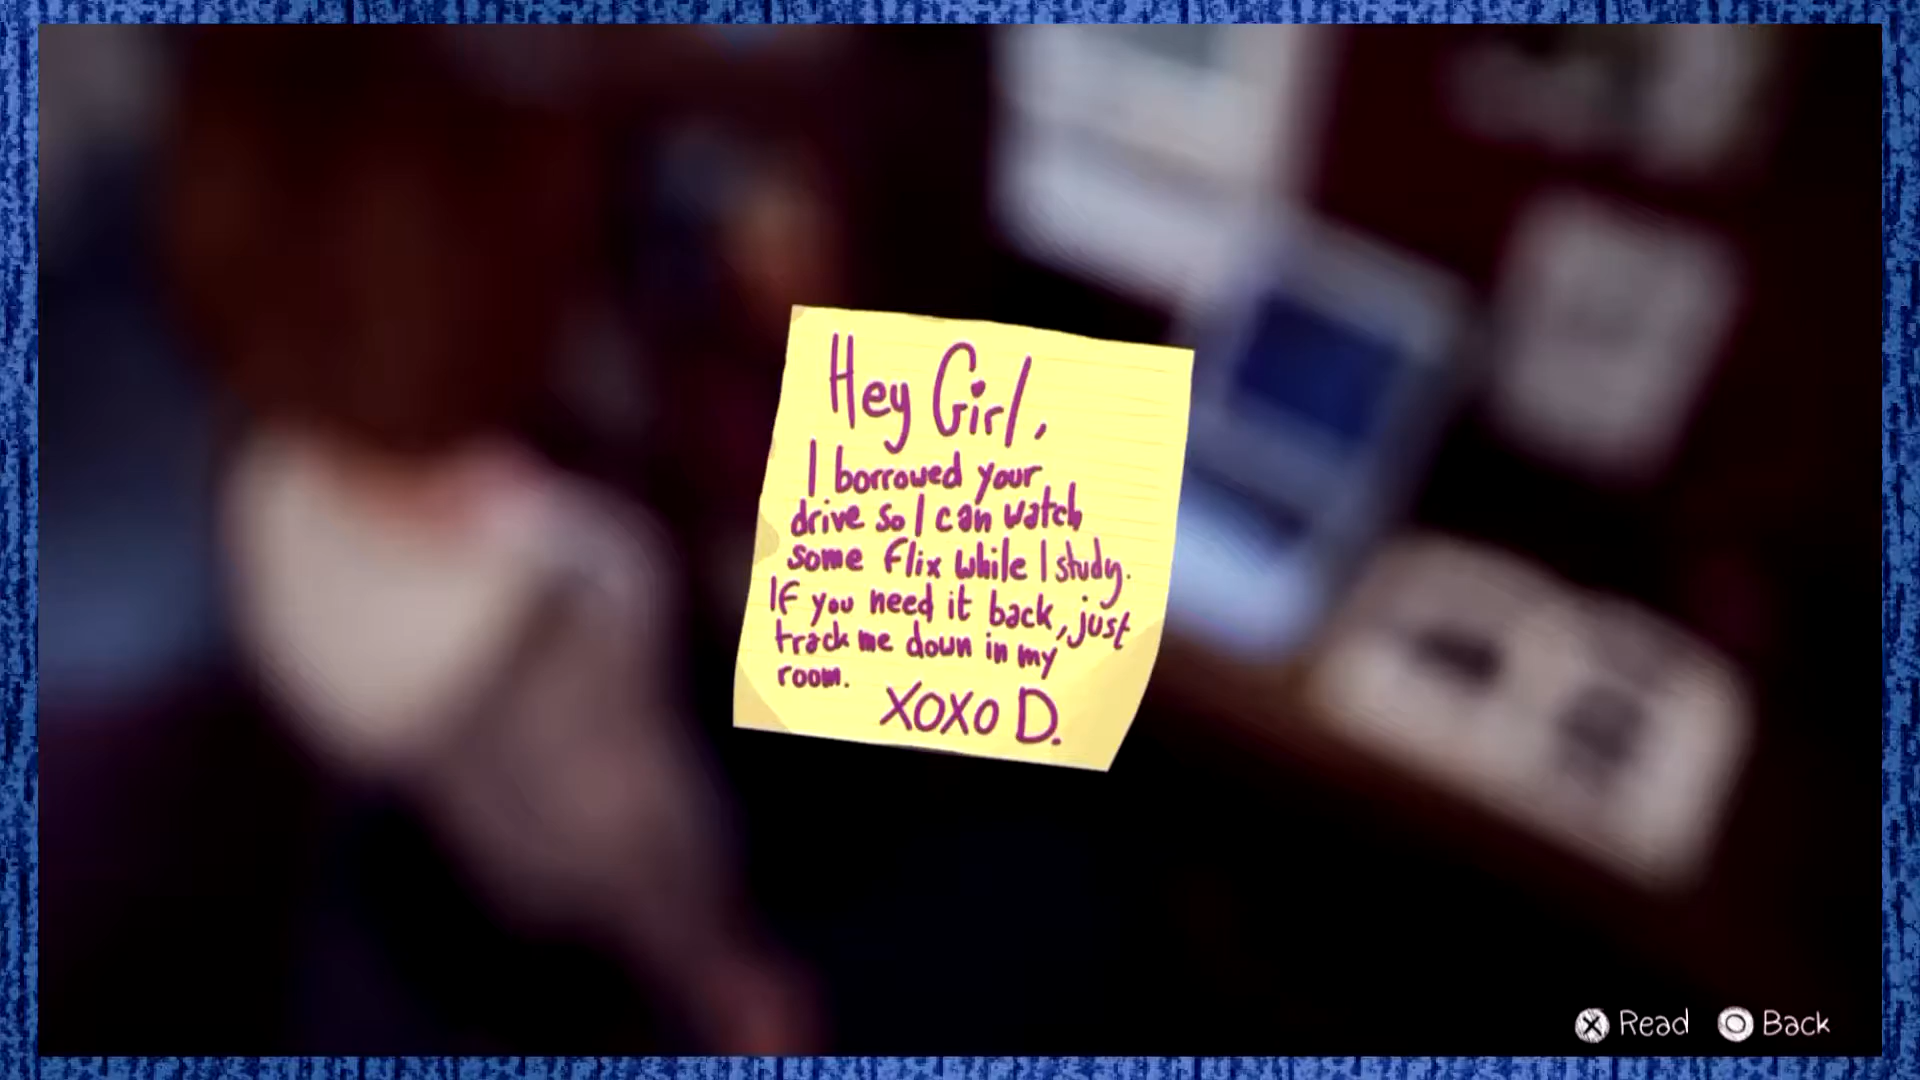 Hey Girl,
I borrowed your
drive so I can watch
some flix while I study.
If you need it back, just
track me down in my
room.
XOXO D.
Read
Back